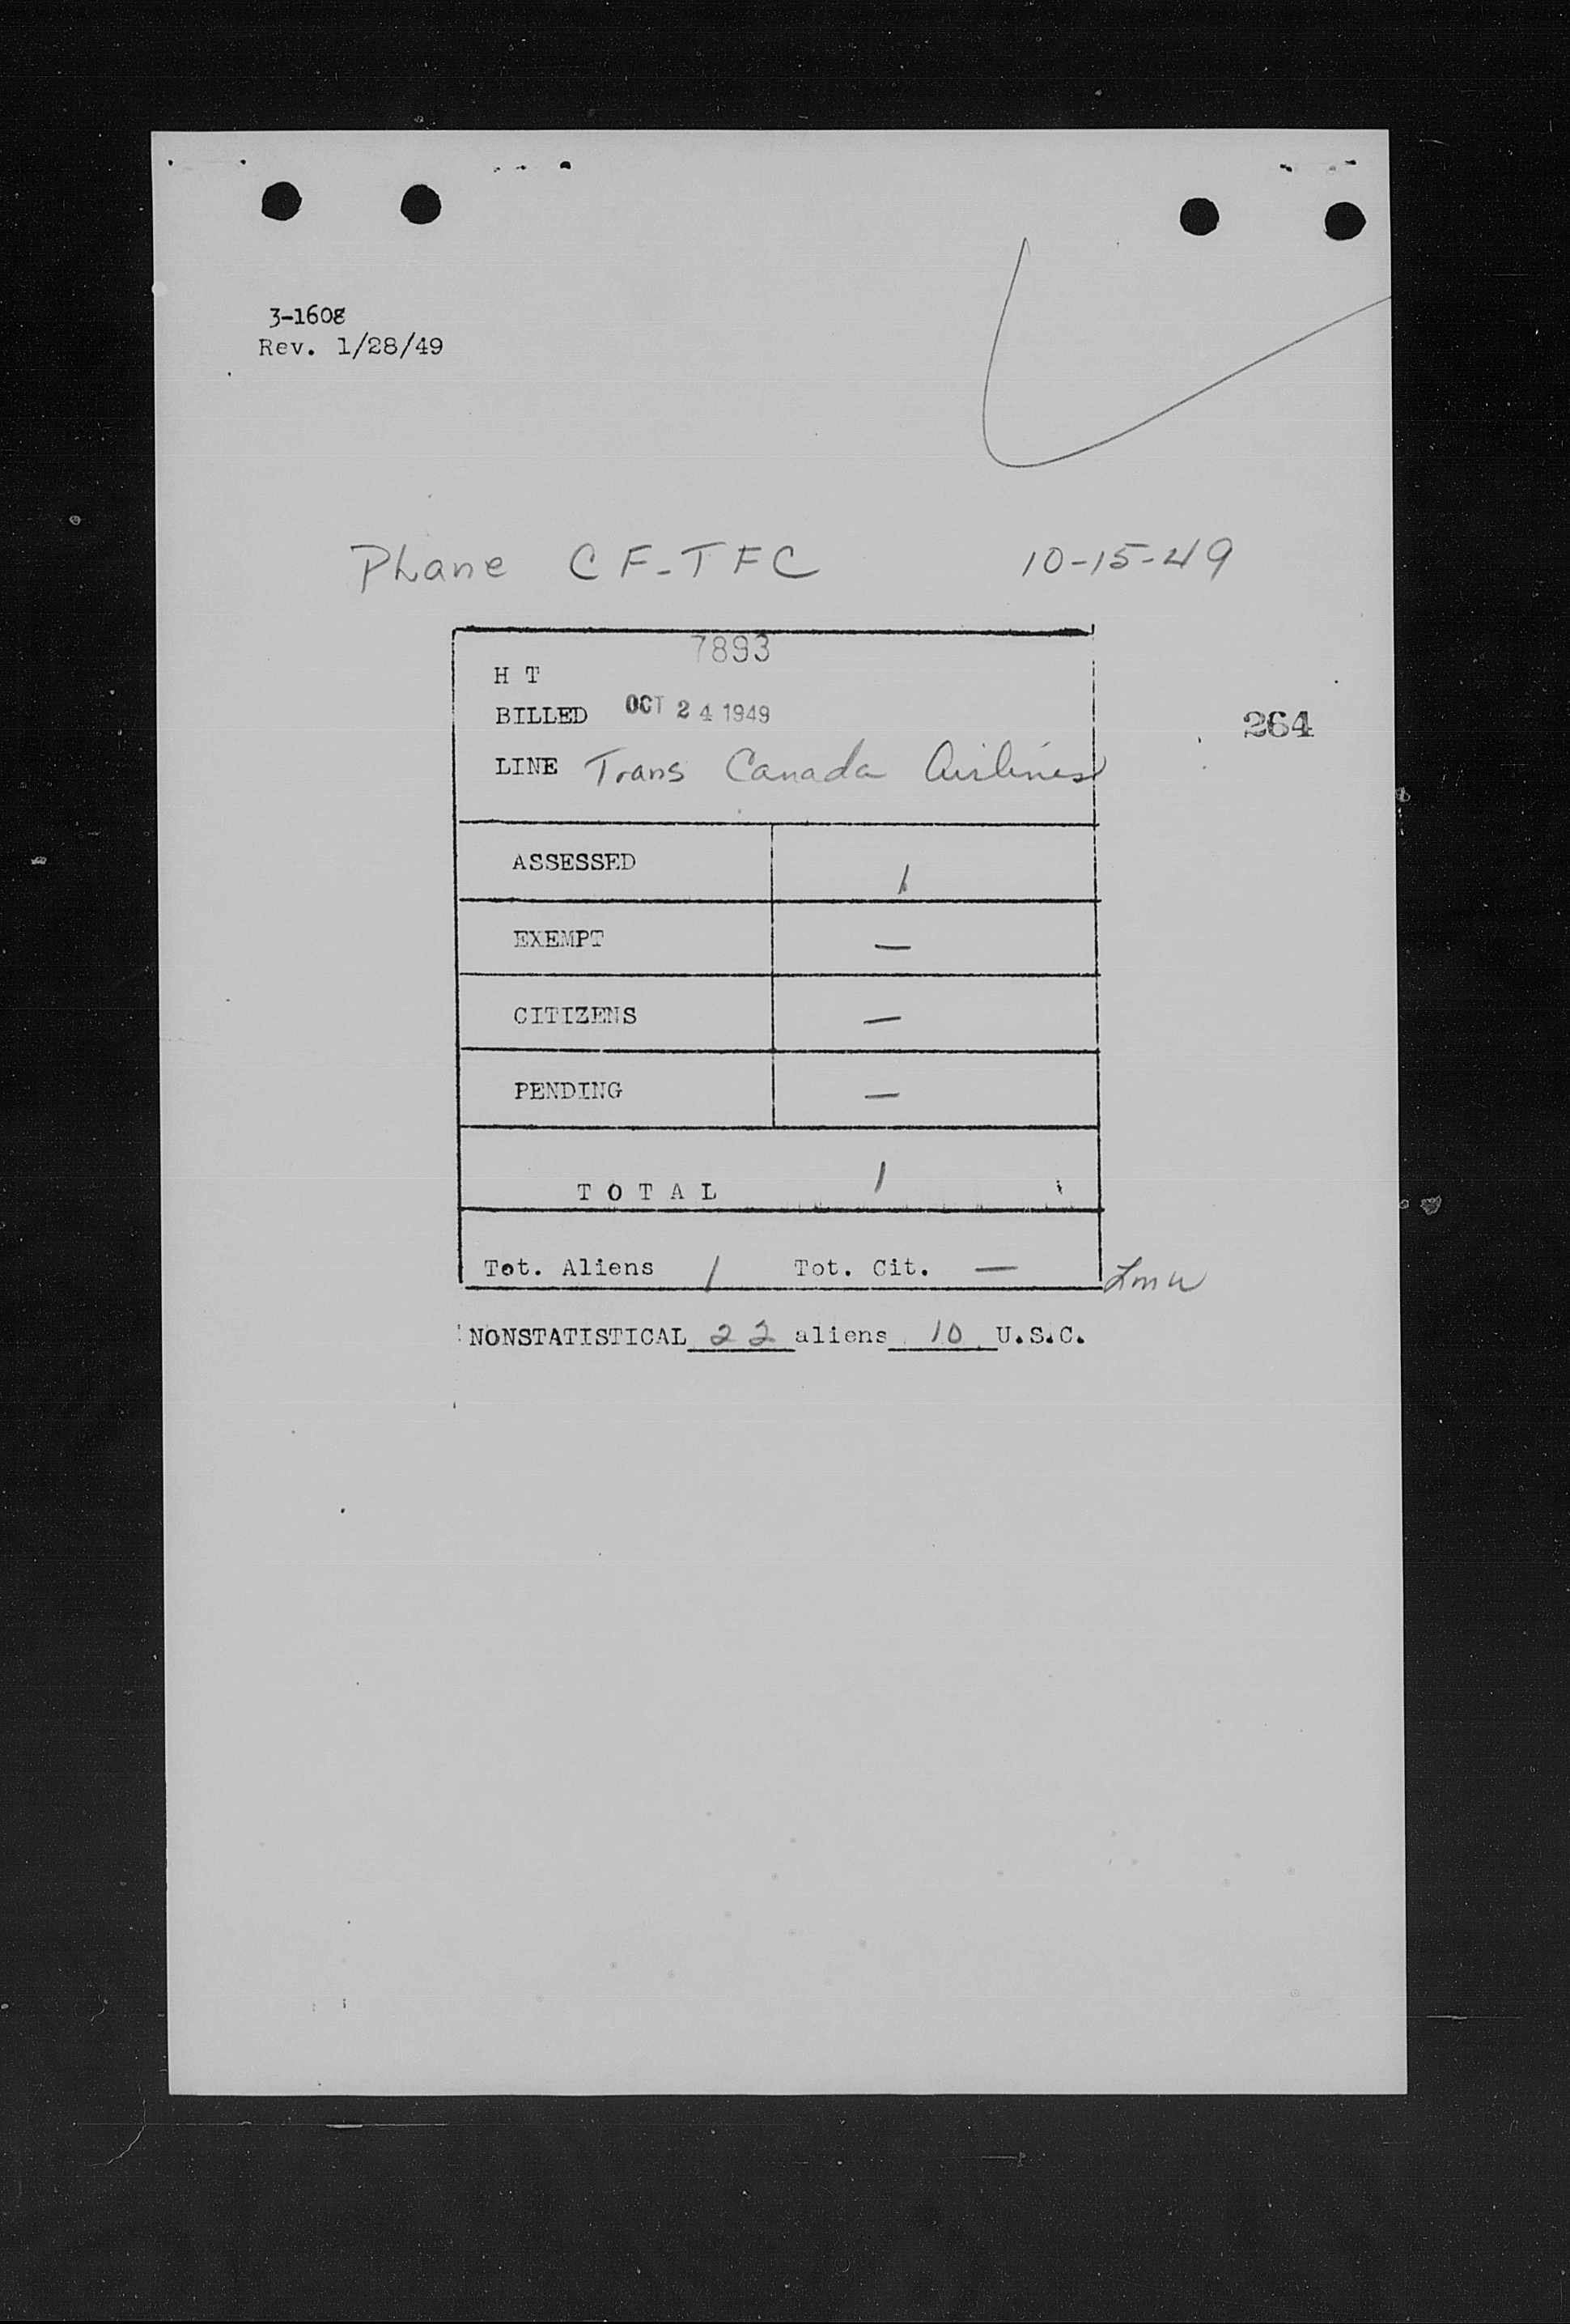 3-1608
Rev. 1/28/49
Plane CF-TFC 10-15-49
7893
H T
BILLED OCT 24 1949
264
LINE Trans Canada Airlines
ASSESSED 1
EXEMPT —
CITIZENS —
PENDING —
T O T A L 1
Tot. Aliens 1 Tot. Cit. —
NONSTATISTICAL 22 aliens 10 U.S.C.